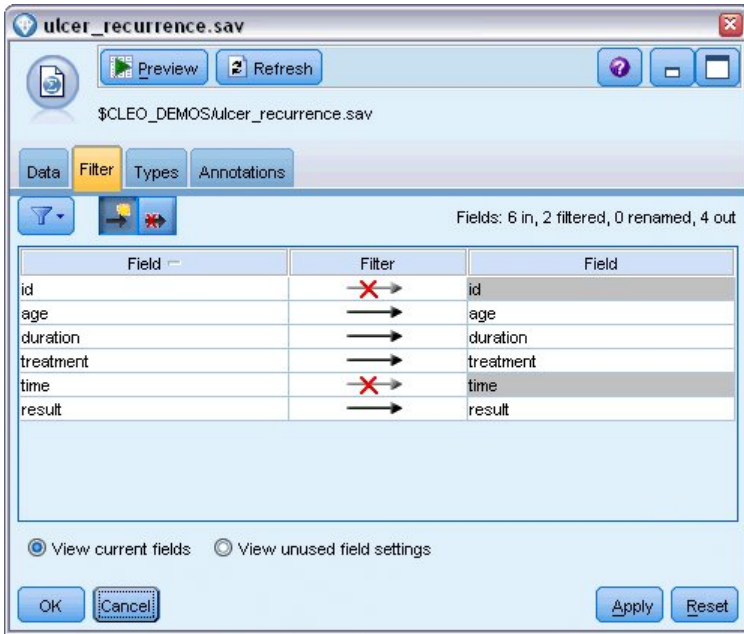 ulcer_recurrence.sav
Preview Refresh
$CLEO_DEMOS/ulcer_recurrence.sav
Data Filter Types Annotations
Fields: 6 in, 2 filtered, 0 renamed, 4 out
Field Filter Field
id id
age age
duration duration
treatment treatment
time time
result result
View current fields View unused field settings
OK Cancel Apply Reset